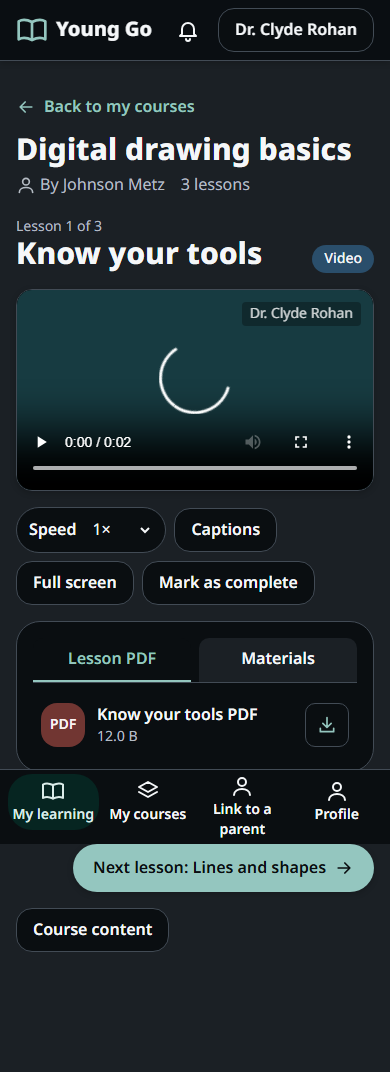 Young Go
Dr. Clyde Rohan
Back to my courses
Digital drawing basics
By Johnson Metz 3 lessons
Lesson 1 of 3
Know your tools
Video
Dr. Clyde Rohan
0:00 / 0:02
Speed 1×
Captions
Full screen
Mark as complete
Lesson PDF
Materials
PDF
Know your tools PDF
12.0 B
My learning
My courses
Link to a
parent
Profile
Next lesson: Lines and shapes
Course content